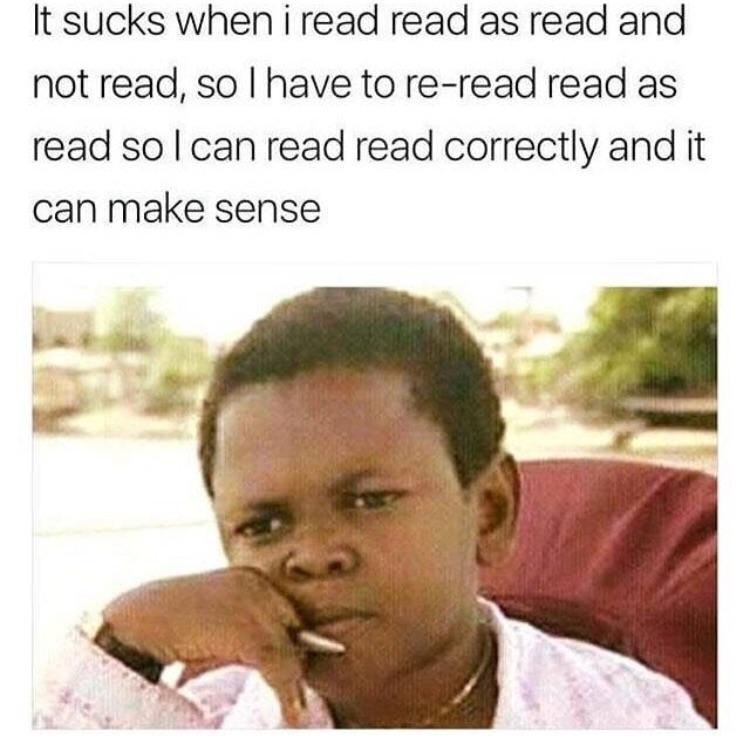 It sucks when i read read as read and
not read, so I have to re-read read as
read so I can read read correctly and it
can make sense